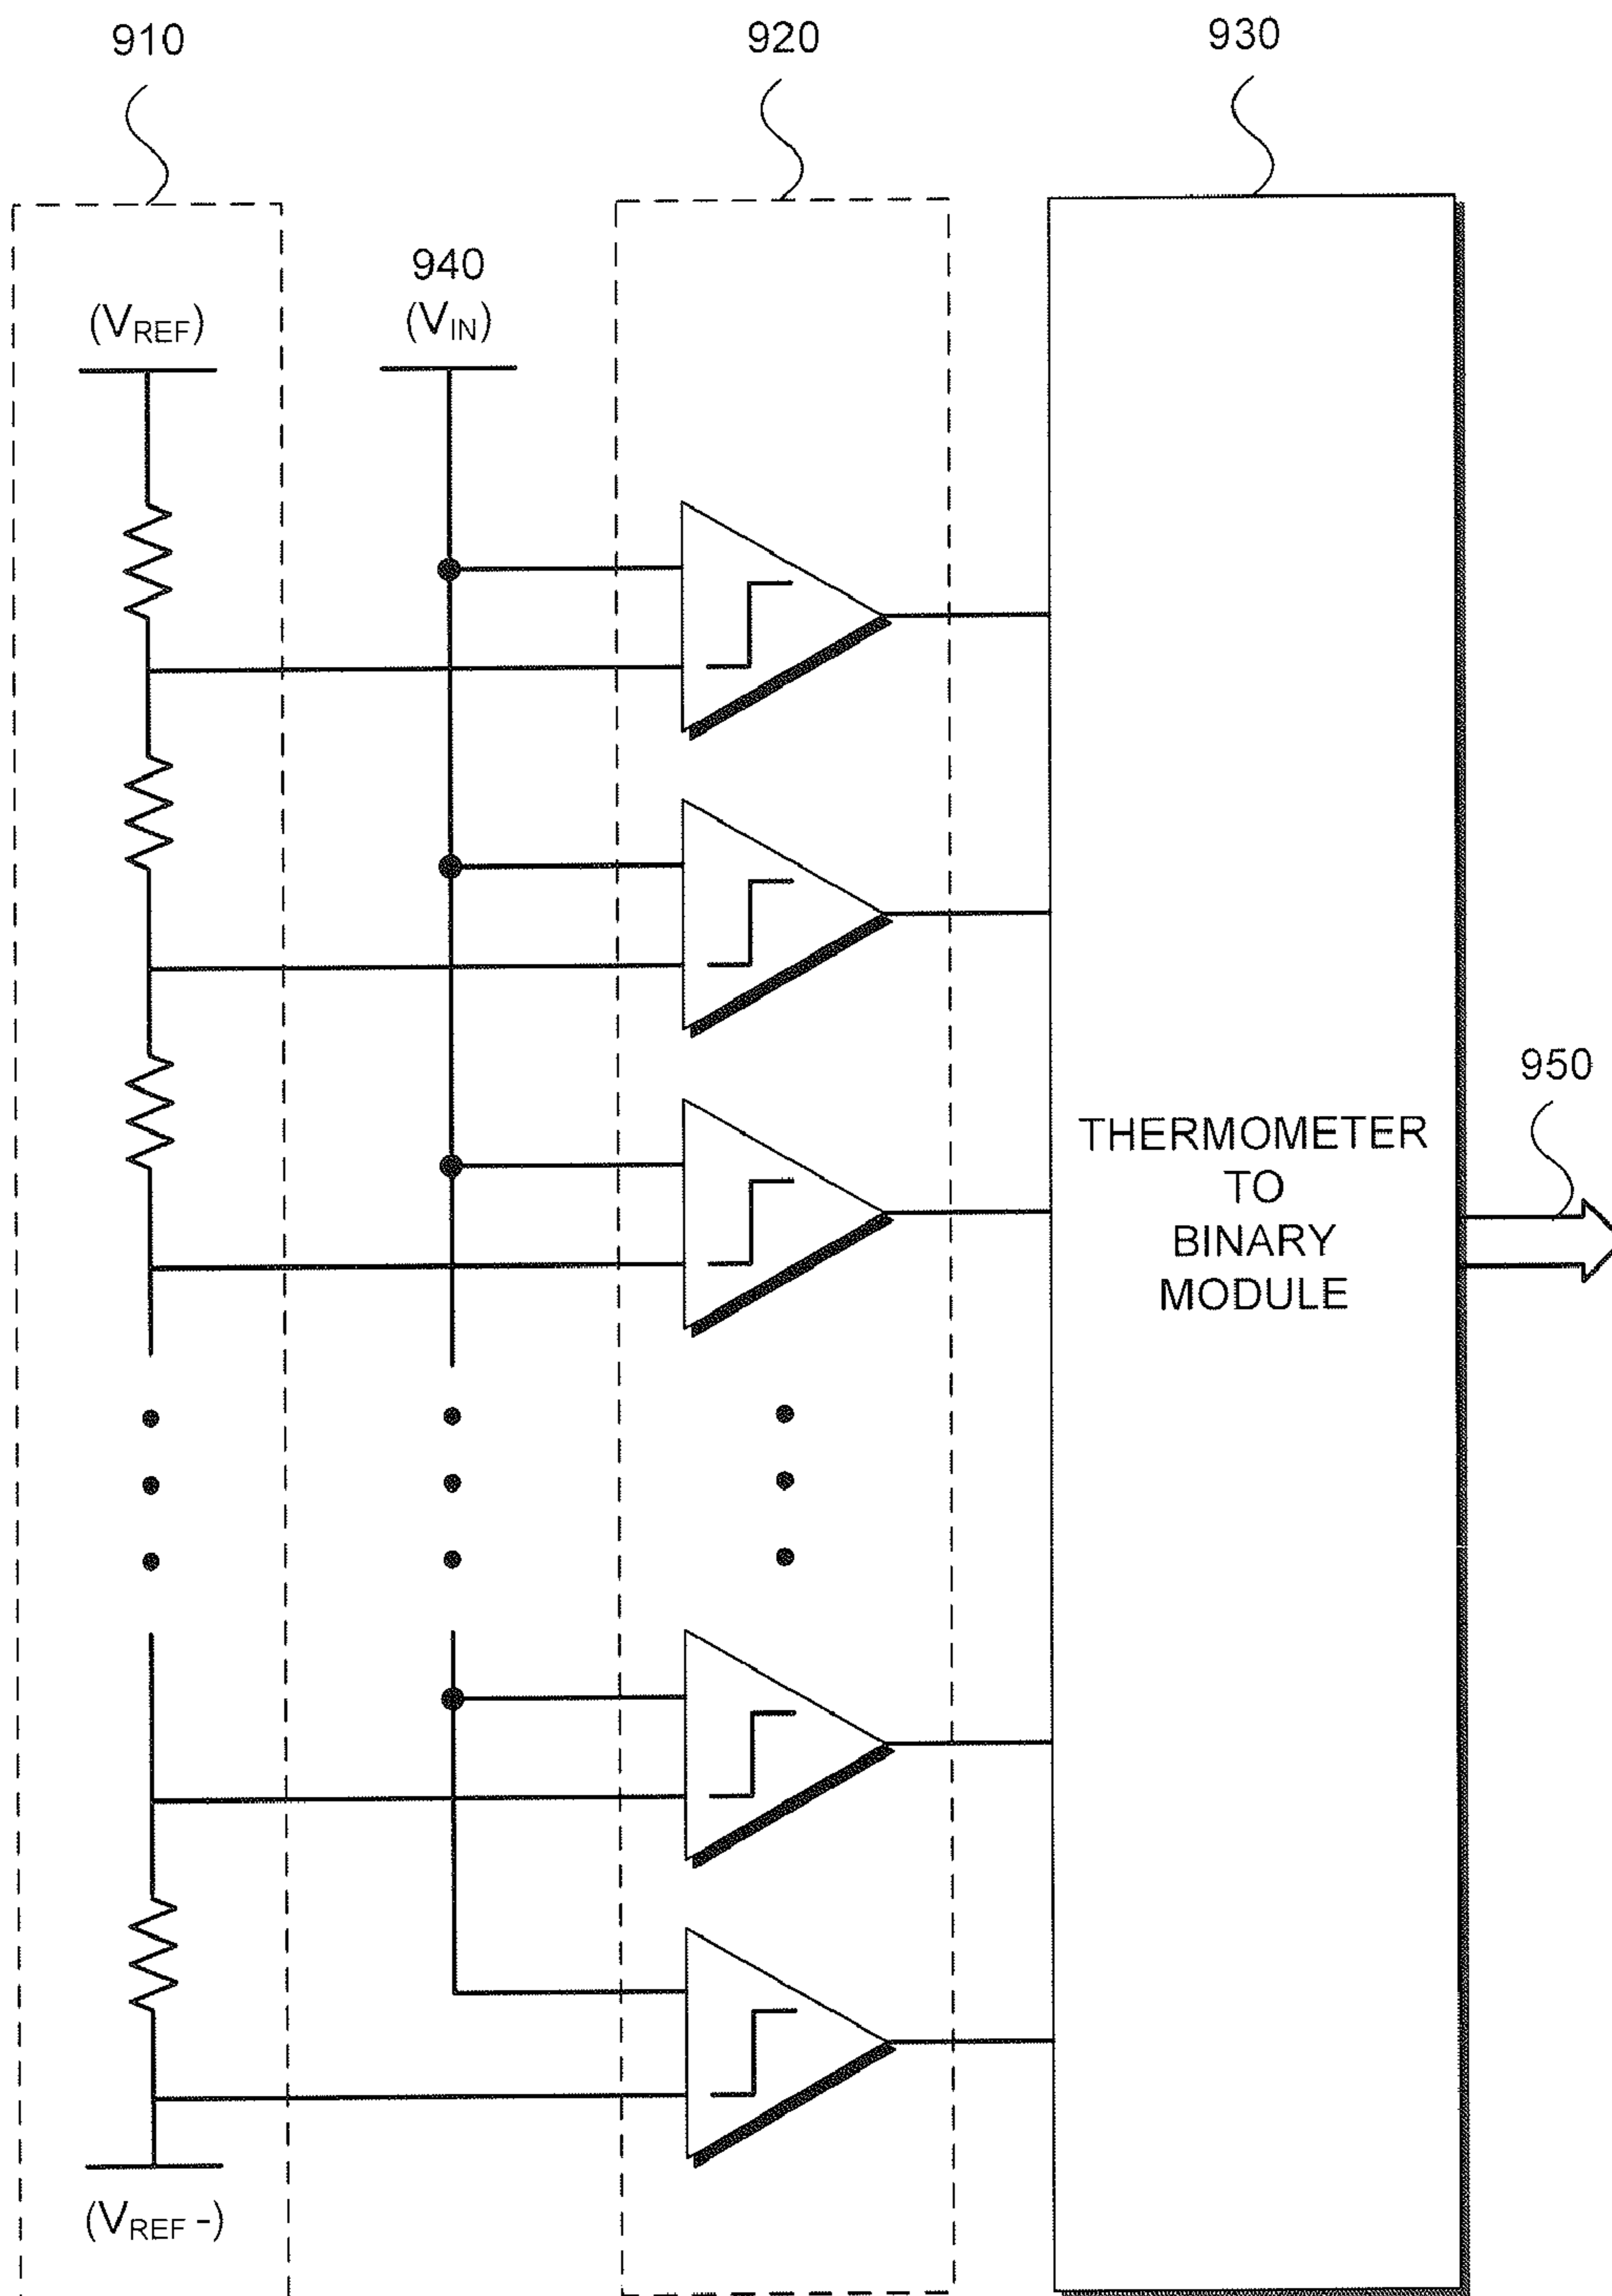 910
920
930
940
(VREF)
(VIN)
950
THERMOMETER
TO
BINARY
MODULE
(VREF -)